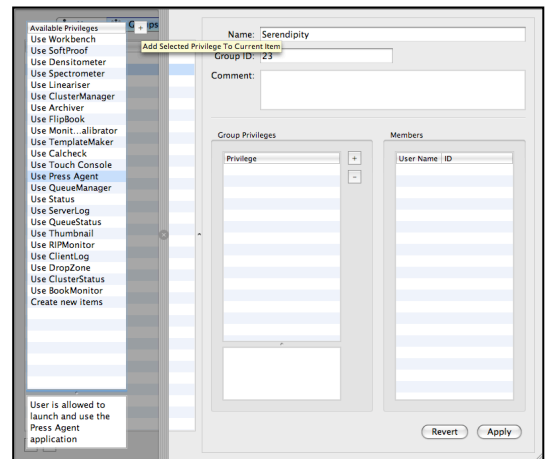 Groups
Available Privileges
+
Add Selected Privilege To Current Item
Use Workbench
Use SoftProof
Use Densitometer
Use Spectrometer
Use Lineariser
Use ClusterManager
Use Archiver
Use FlipBook
Use Monit...alibrator
Use TemplateMaker
Use Calcheck
Use Touch Console
Use Press Agent
Use QueueManager
Use Status
Use ServerLog
Use QueueStatus
Use Thumbnail
Use RIPMonitor
Use ClientLog
Use DropZone
Use ClusterStatus
Use BookMonitor
Create new items
User is allowed to
launch and use the
Press Agent
application
Name: Serendipity
Group ID: 23
Comment:
Group Privileges
Privilege
+
-
Members
User Name ID
Revert Apply